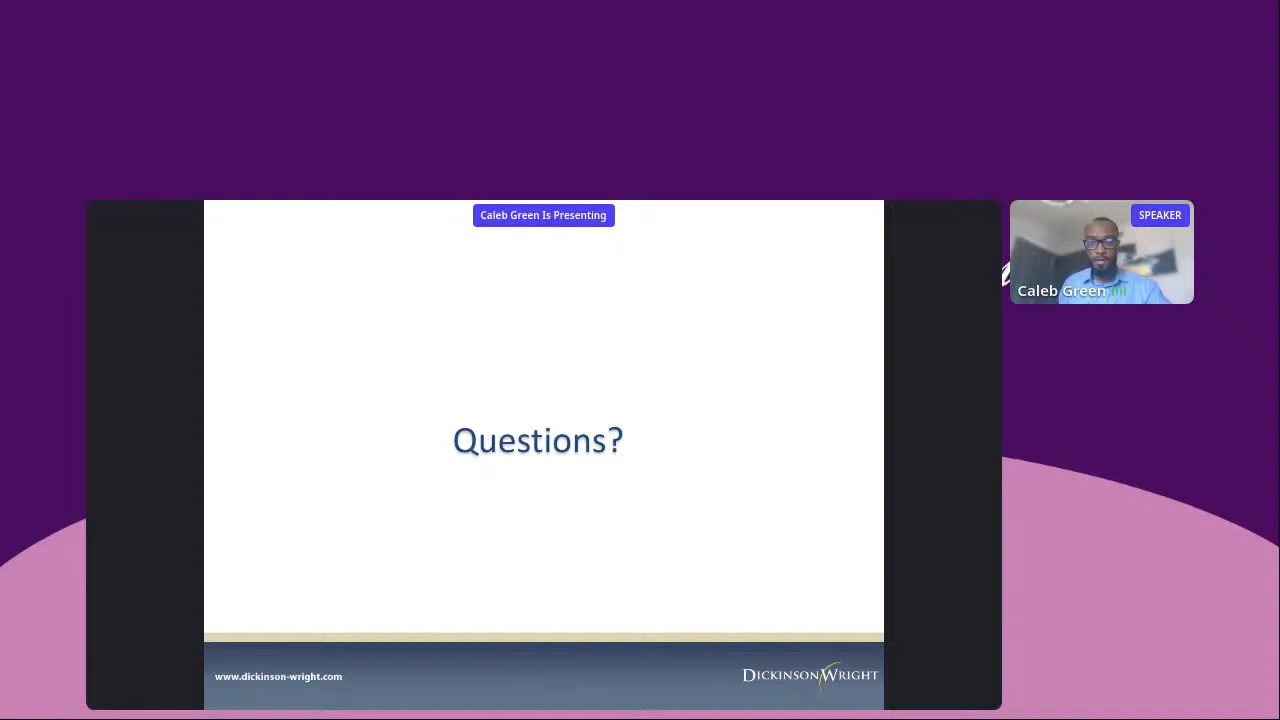 Caleb Green Is Presenting
SPEAKER
Caleb Green
Questions?
www.dickinson-wright.com
DICKINSON WRIGHT